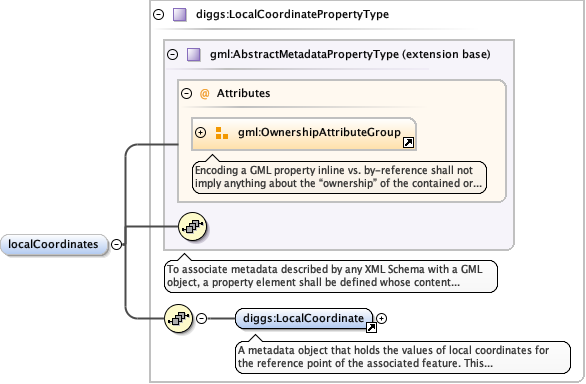 diggs:LocalCoordinatePropertyType
gml:AbstractMetadataPropertyType (extension base)
@ Attributes
gml:OwnershipAttributeGroup
Encoding a GML property inline vs. by-reference shall not
imply anything about the “ownership” of the contained or...
localCoordinates
To associate metadata described by any XML Schema with a GML
object, a property element shall be defined whose content...
diggs:LocalCoordinate
A metadata object that holds the values of local coordinates for
the reference point of the associated feature. This...